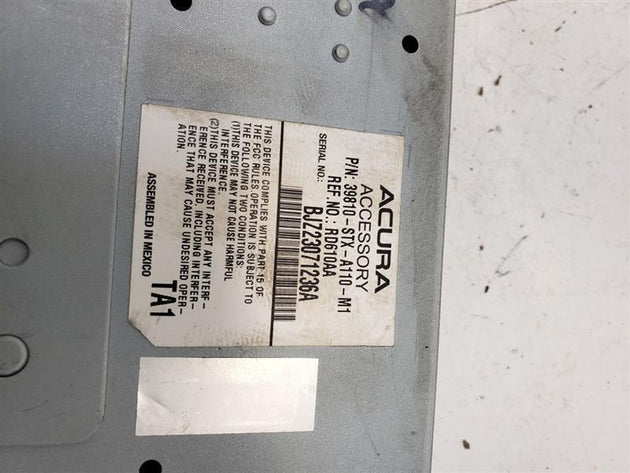 ACURA
ACCESSORY
P/N: 39810-STX-A110-M1
REF.NO.: RD610AA
SERIAL NO.:
BJZ23071236A
THIS DEVICE COMPLIES WITH PART 15 OF
THE FCC RULES OPERATION IS SUBJECT TO
THE FOLLOWING TWO CONDITIONS:
(1)THIS DEVICE MAY NOT CAUSE HARMFUL
INTERFERENCE
(2)THIS DEVICE MUST ACCEPT ANY INTERF-
ERENCE RECEIVED, INCLUDING INTERFER-
ENCE THAT MAY CAUSE UNDESIRED OPER-
ATION.
TA1
ASSEMBLED IN MEXICO